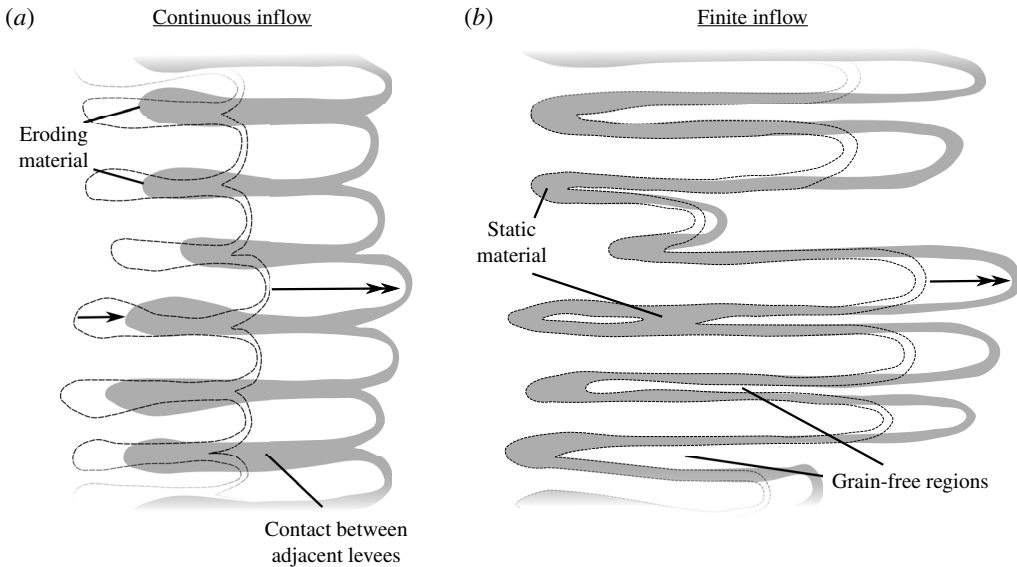 (a)
Continuous inflow
Eroding
material
Contact between
adjacent levees
(b)
Finite inflow
Static
material
Grain-free regions